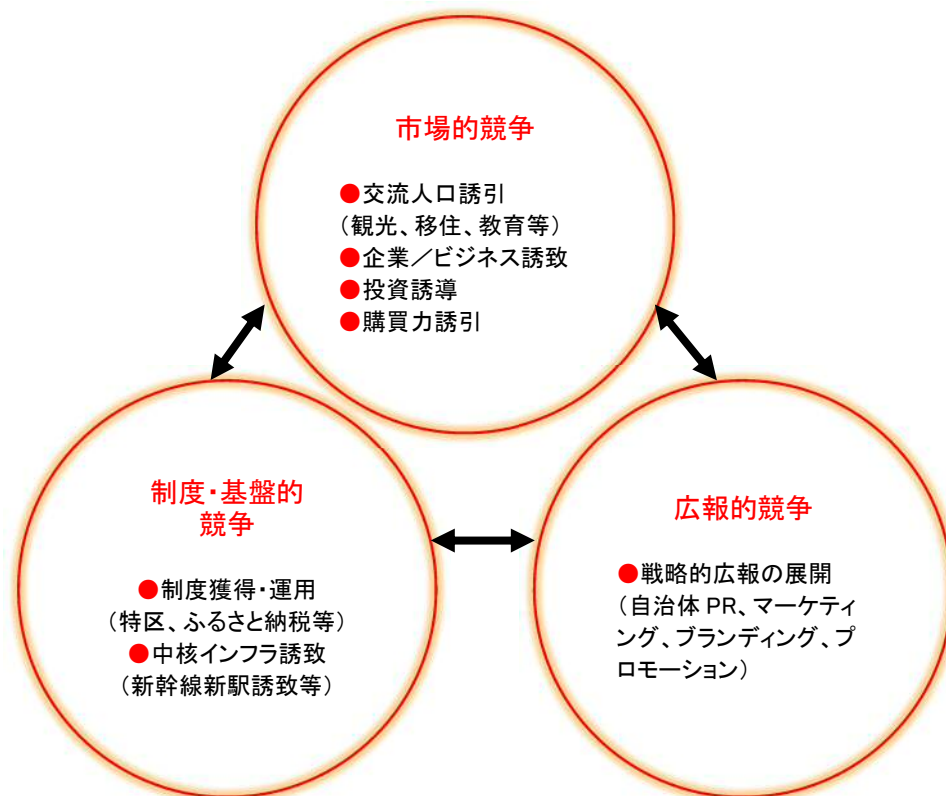 市場的競争
●交流人口誘引
（観光、移住、教育等）
●企業／ビジネス誘致
●投資誘導
●購買力誘引
制度・基盤的
競争
●制度獲得・運用
（特区、ふるさと納税等）
●中核インフラ誘致
（新幹線新駅誘致等）
広報的競争
●戦略的広報の展開
（自治体 PR、マーケティ
ング、ブランディング、プ
ロモーション）